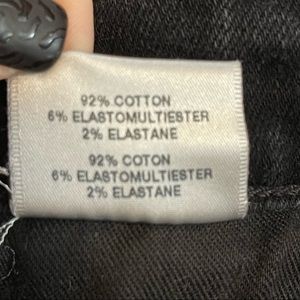 92% COTTON
6% ELASTOMULTIESTER
2% ELASTANE
92% COTON
6% ELASTOMULTIESTER
2% ELASTANE